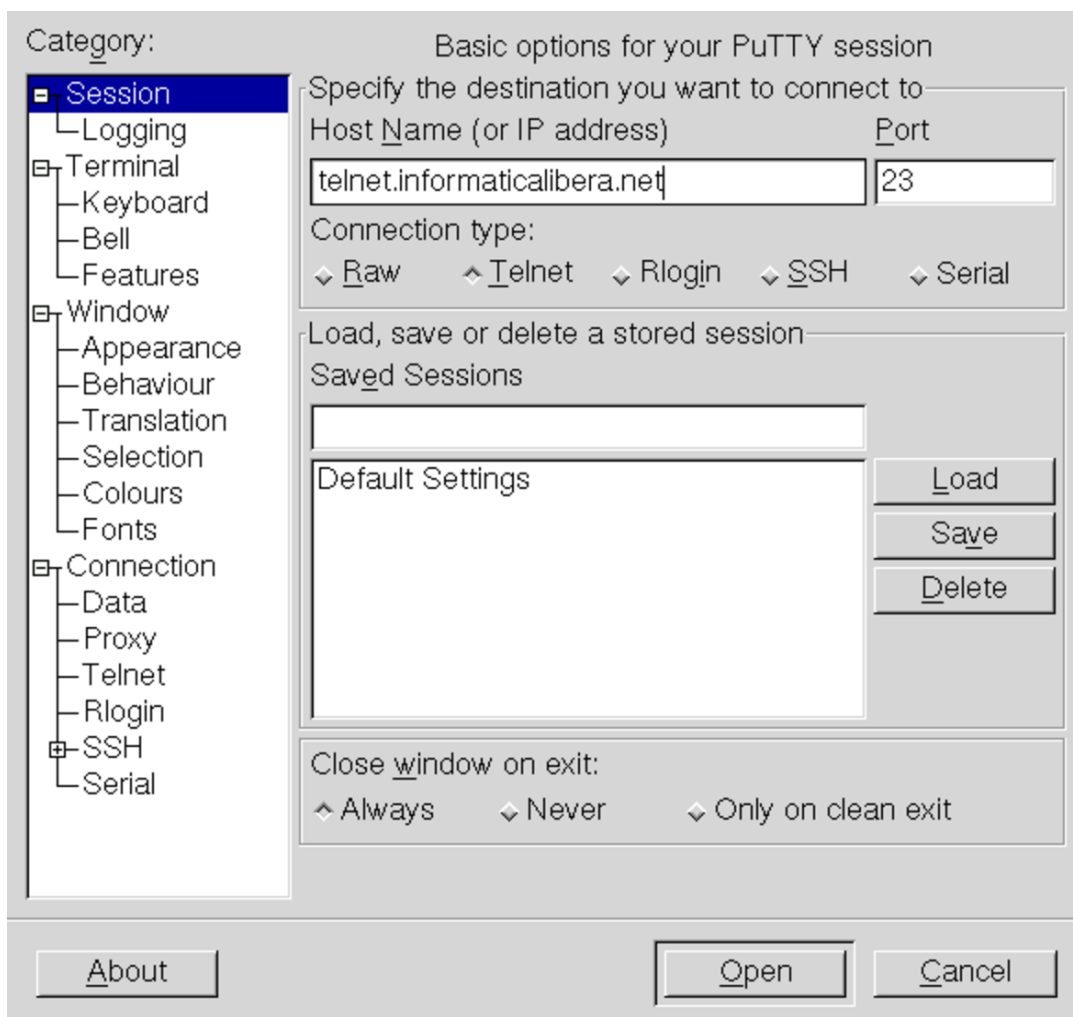 Category:
Session
Logging
Terminal
Keyboard
Bell
Features
Window
Appearance
Behaviour
Translation
Selection
Colours
Fonts
Connection
Data
Proxy
Telnet
Rlogin
SSH
Serial
Basic options for your PuTTY session
Specify the destination you want to connect to
Host Name (or IP address) Port
telnet.informaticalibera.net 23
Connection type:
Raw Telnet Rlogin SSH Serial
Load, save or delete a stored session
Saved Sessions
Default Settings
Load
Save
Delete
Close window on exit:
Always Never Only on clean exit
About Open Cancel